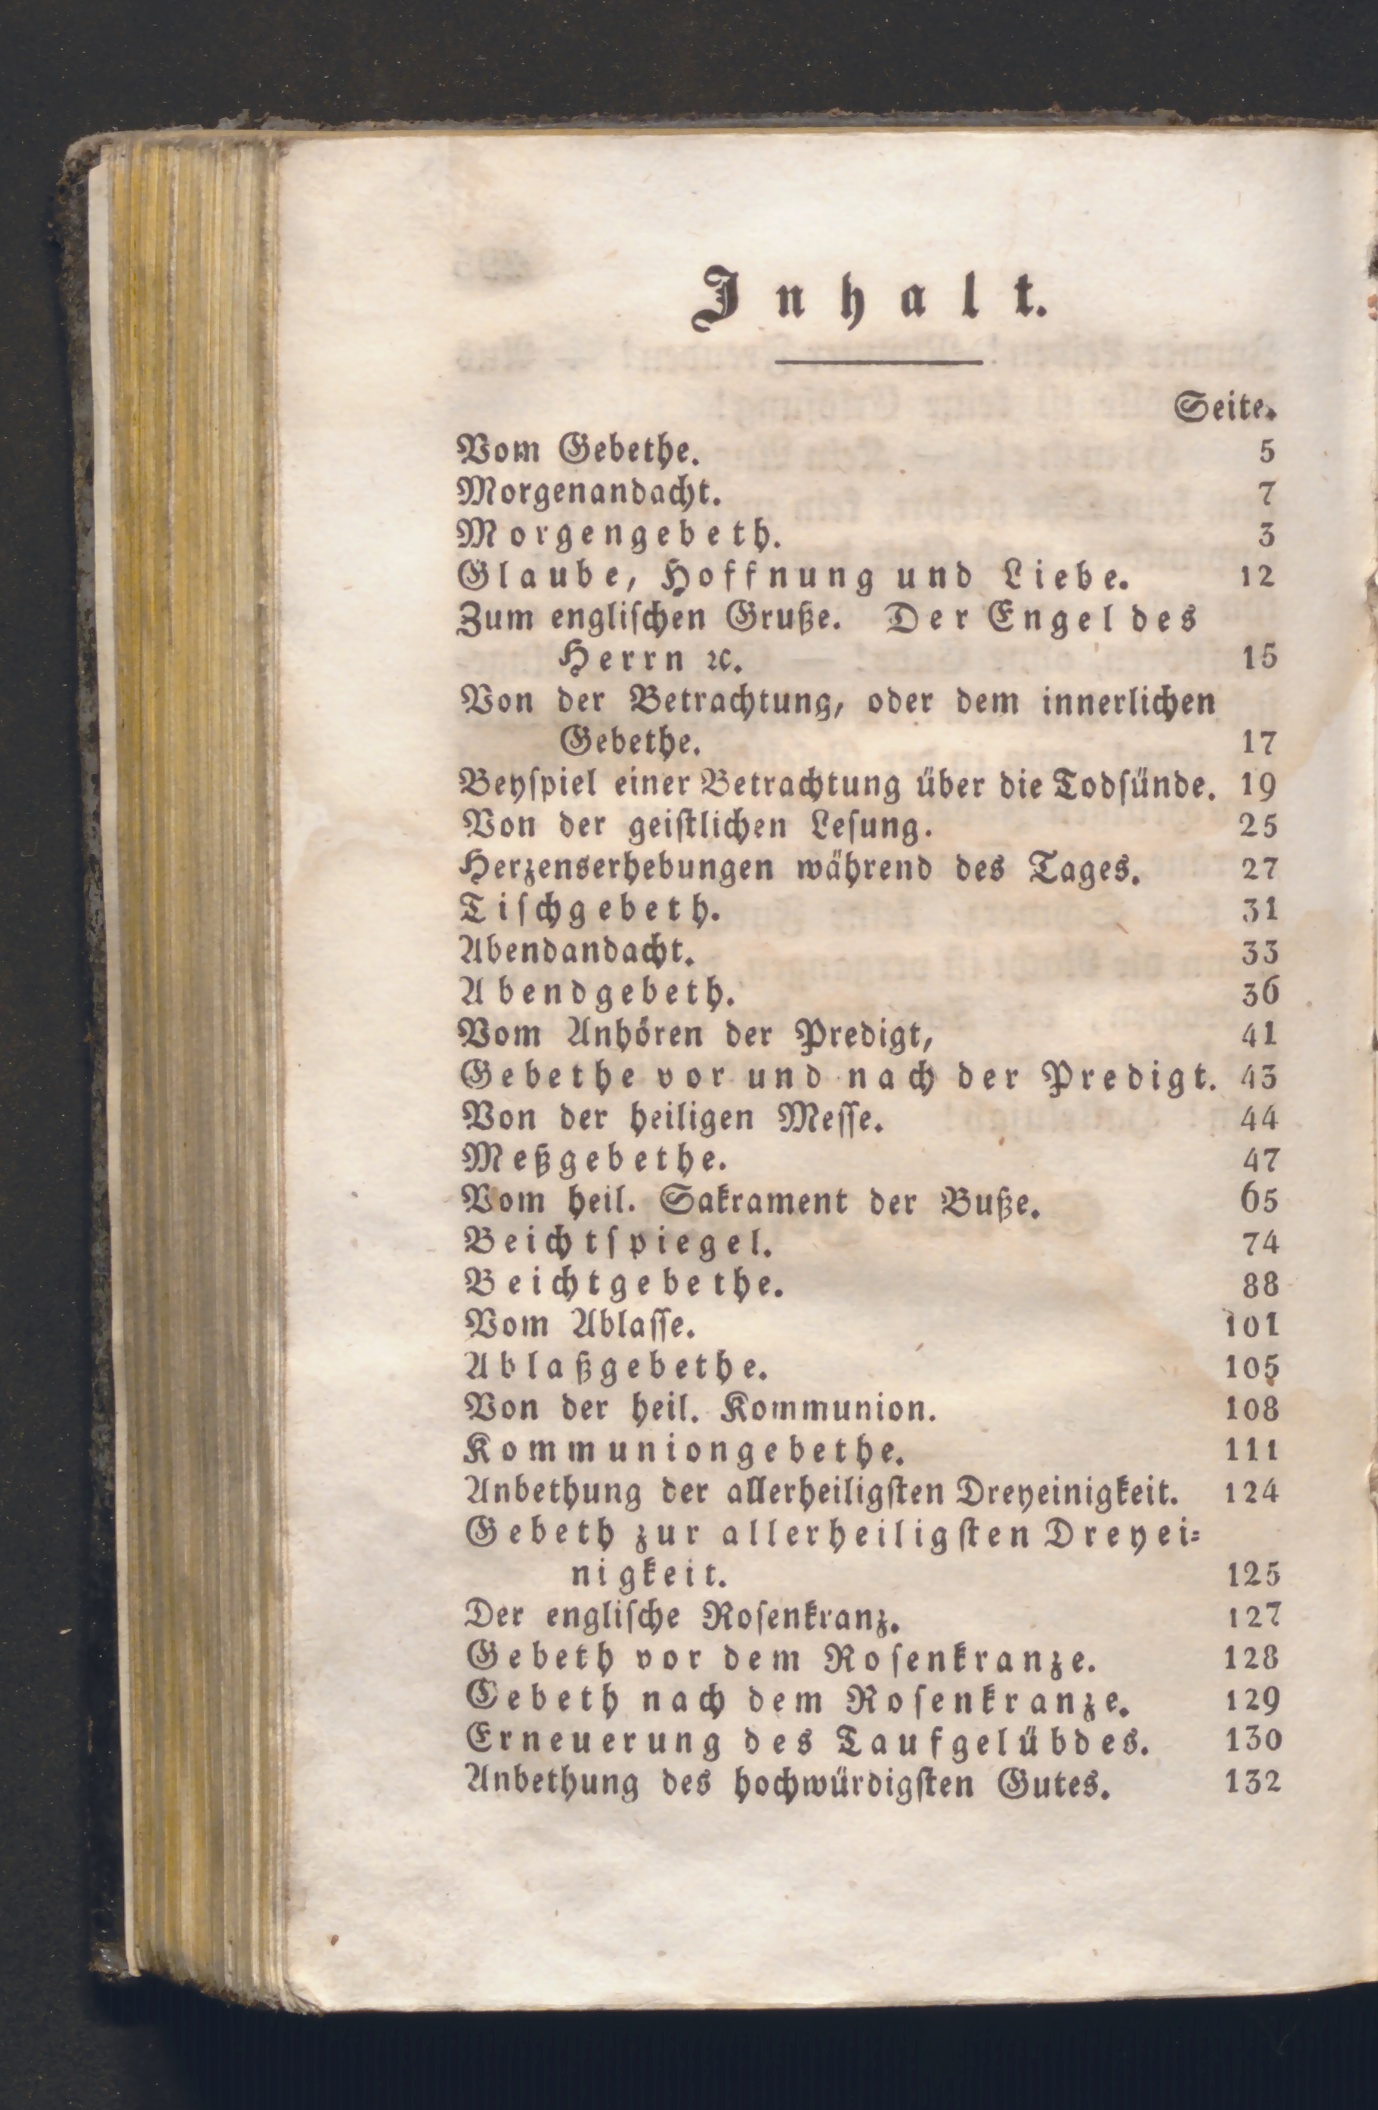 Inhalt.
Seite.
Vom Gebethe. 5
Morgenandacht. 7
Morgengebeth. 3
Glaube, Hoffnung und Liebe. 12
Zum engliſchen Gruße. Der Engel des
Herrn ꝛc. 15
Von der Betrachtung, oder dem innerlichen
Gebethe. 17
Beyſpiel einer Betrachtung über die Todſünde. 19
Von der geiſtlichen Leſung. 25
Herzenserhebungen während des Tages. 27
Tiſchgebeth. 31
Abendandacht. 33
Abendgebeth. 36
Vom Anhören der Predigt, 41
Gebethe vor und nach der Predigt. 43
Von der heiligen Meſſe. 44
Meßgebethe. 47
Vom heil. Sakrament der Buße. 65
Beichtſpiegel. 74
Beichtgebethe. 88
Vom Ablaſſe. 101
Ablaßgebethe. 105
Von der heil. Kommunion. 108
Kommuniongebethe. 111
Anbethung der allerheiligſten Dreyeinigkeit. 124
Gebeth zur allerheiligſten Dreyei⸗
nigkeit. 125
Der engliſche Roſenkranz. 127
Gebeth vor dem Roſenkranze. 128
Gebeth nach dem Roſenkranze. 129
Erneuerung des Taufgelübdes. 130
Anbethung des hochwürdigſten Gutes. 132